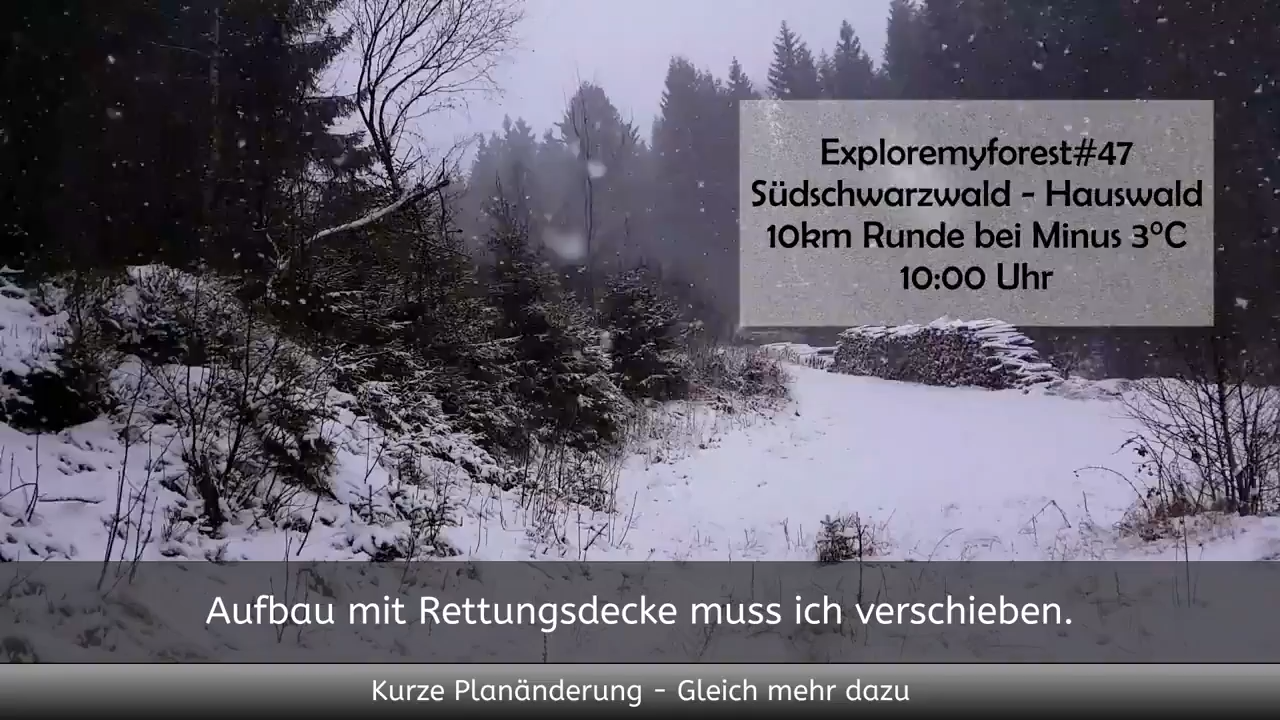 Exploremyforest#47
Südschwarzwald - Hauswald
10km Runde bei Minus 3°C
10:00 Uhr
Aufbau mit Rettungsdecke muss ich verschieben.
Kurze Planänderung - Gleich mehr dazu